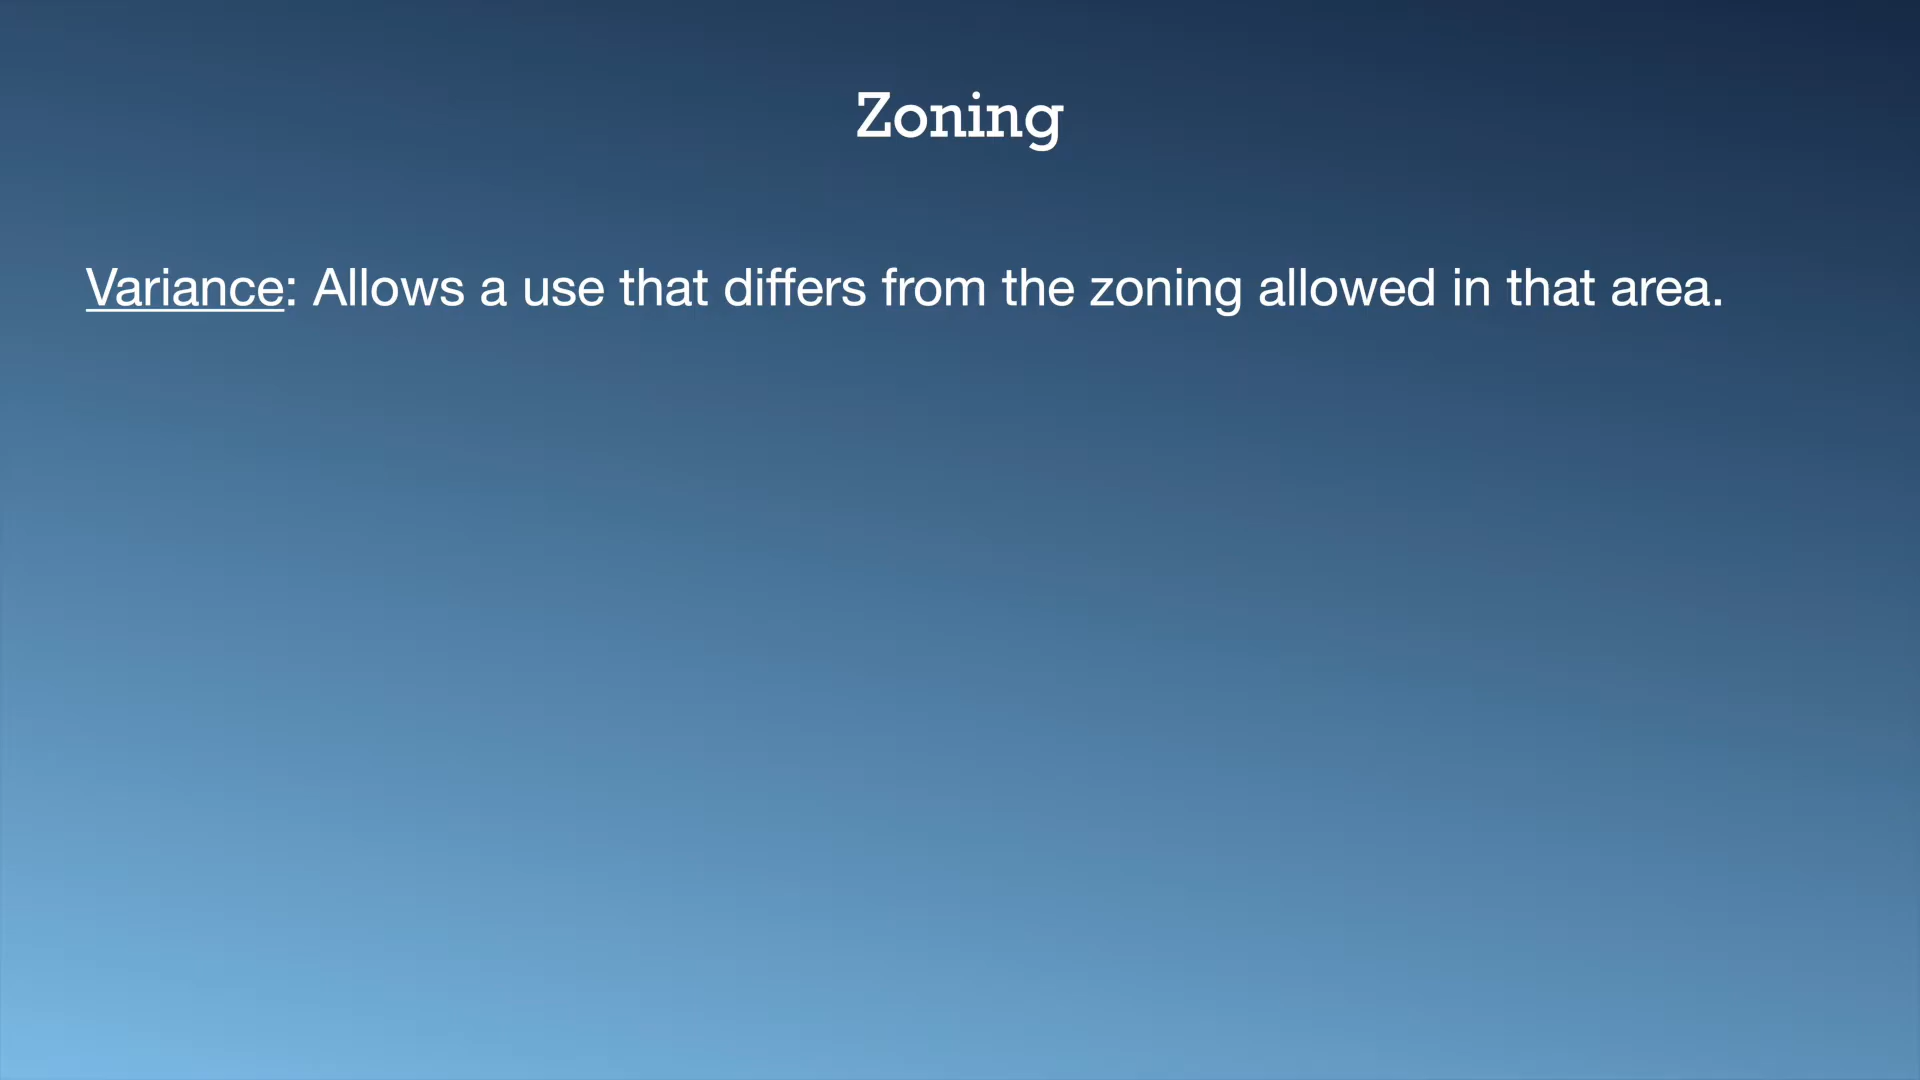 Zoning
Variance: Allows a use that differs from the zoning allowed in that area.